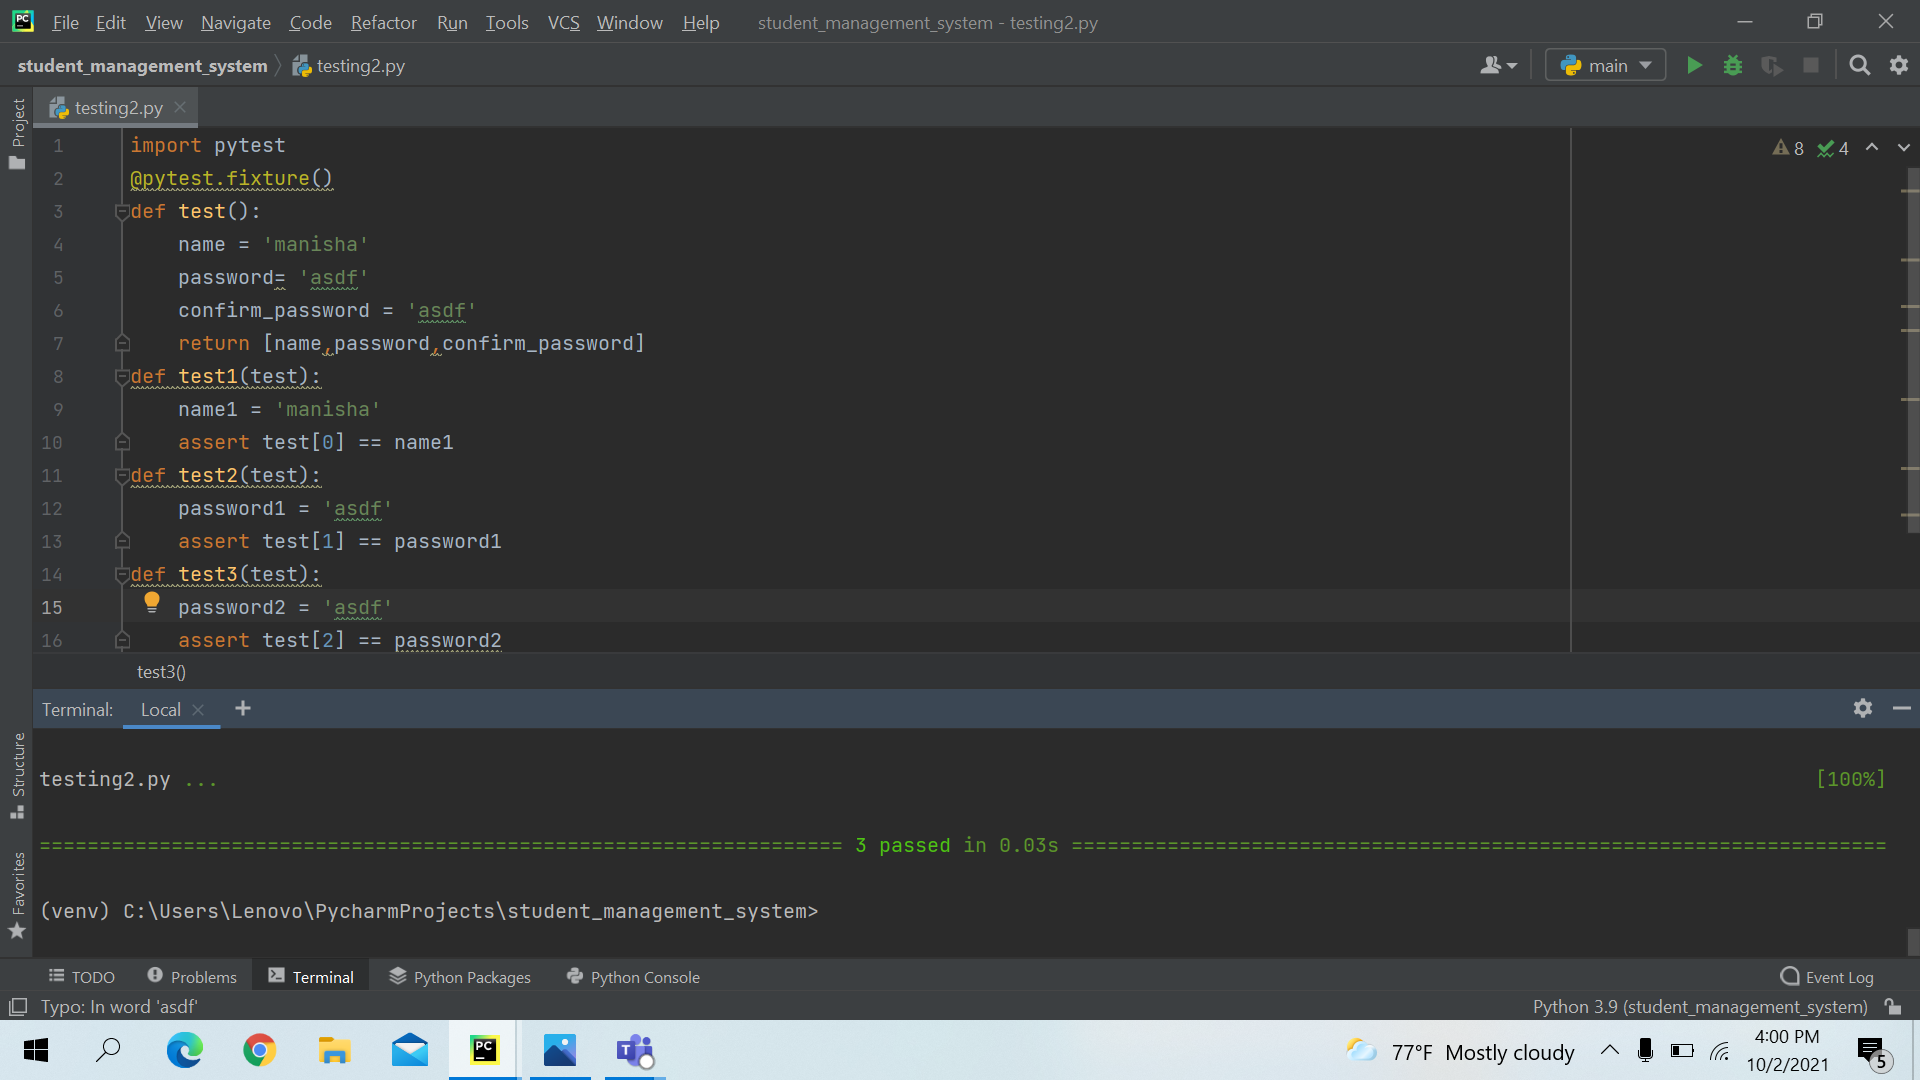 PC File Edit View Navigate Code Refactor Run Tools VCS Window Help student_management_system - testing2.py
student_management_system testing2.py main
Project
testing2.py
8 4
1 import pytest
2 @pytest.fixture()
3 def test():
4 name = 'manisha'
5 password= 'asdf'
6 confirm_password = 'asdf'
7 return [name,password,confirm_password]
8 def test1(test):
9 name1 = 'manisha'
10 assert test[0] == name1
11 def test2(test):
12 password1 = 'asdf'
13 assert test[1] == password1
14 def test3(test):
15 password2 = 'asdf'
16 assert test[2] == password2
test3()
Terminal: Local +
Structure
Favorites
testing2.py ... [100%]
=================================================================== 3 passed in 0.03s ====================================================================
(venv) C:\Users\Lenovo\PycharmProjects\student_management_system>
TODO Problems Terminal Python Packages Python Console Event Log
Typo: In word 'asdf' Python 3.9 (student_management_system)
PC T 77°F Mostly cloudy 4:00 PM
10/2/2021 5